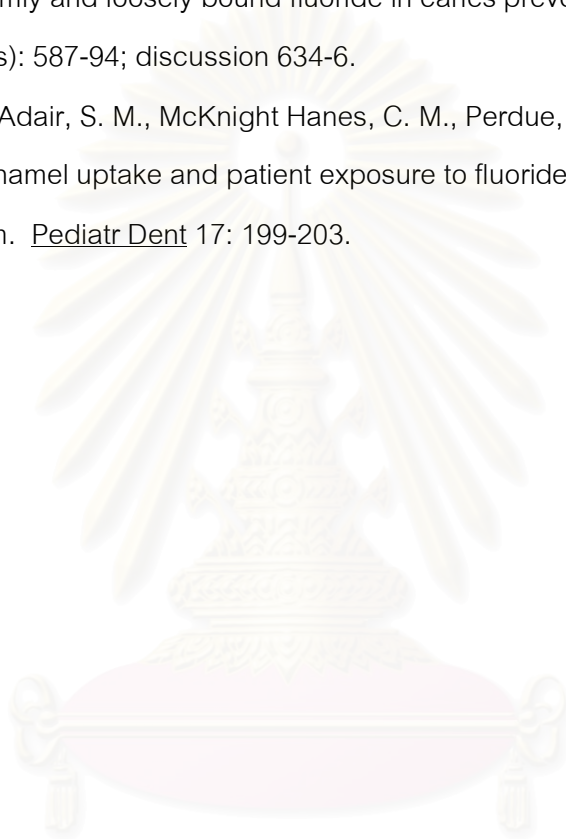 firmly and loosely bound fluoride in caries preve
s): 587-94; discussion 634-6.
Adair, S. M., McKnight Hanes, C. M., Perdue,
namel uptake and patient exposure to fluoride
n. Pediatr Dent 17: 199-203.